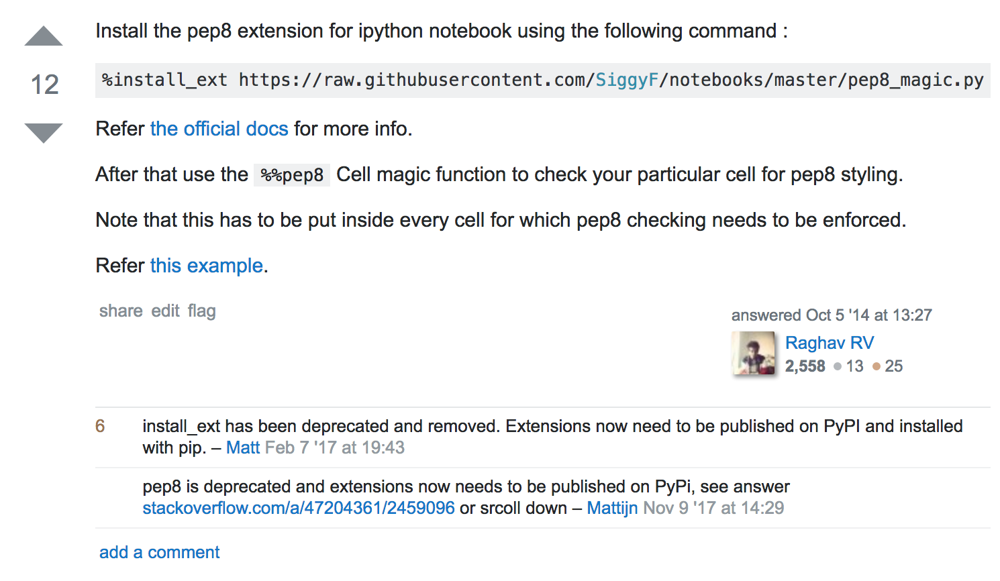 Install the pep8 extension for ipython notebook using the following command :
12
%install_ext https://raw.githubusercontent.com/SiggyF/notebooks/master/pep8_magic.py
Refer the official docs for more info.
After that use the %%pep8 Cell magic function to check your particular cell for pep8 styling.
Note that this has to be put inside every cell for which pep8 checking needs to be enforced.
Refer this example.
share edit flag
answered Oct 5 '14 at 13:27
Raghav RV
2,558 13 25
6 install_ext has been deprecated and removed. Extensions now need to be published on PyPI and installed
with pip. – Matt Feb 7 '17 at 19:43
pep8 is deprecated and extensions now needs to be published on PyPi, see answer
stackoverflow.com/a/47204361/2459096 or srcoll down – Mattijn Nov 9 '17 at 14:29
add a comment